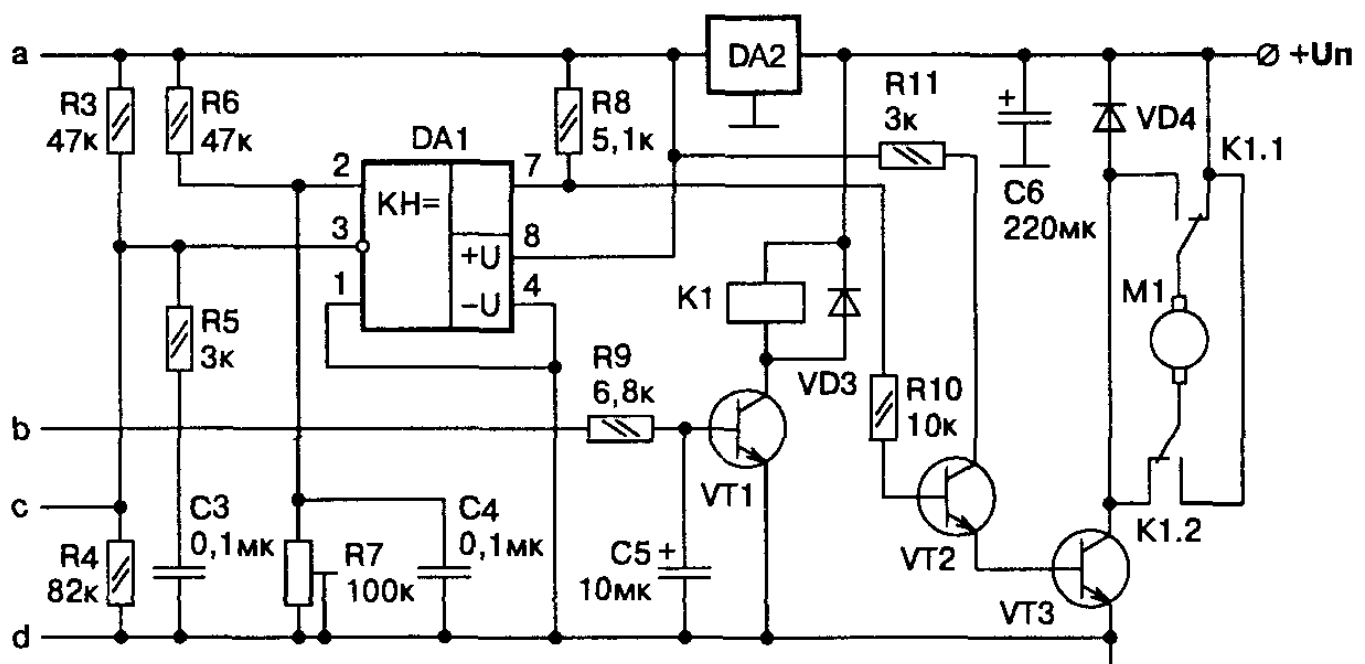 a
DA2
+Uп
R3
47к
R6
47к
R8
5,1к
R11
3к
VD4
DA1
K1.1
2
7
KH=
3
8
+U
C6
220мк
1
4
-U
K1
M1
R5
3к
R9
6,8к
VD3
R10
10к
b
VT1
c
C3
0,1мк
C4
0,1мк
K1.2
R4
82к
R7
100к
C5
+
10мк
VT2
VT3
d
+